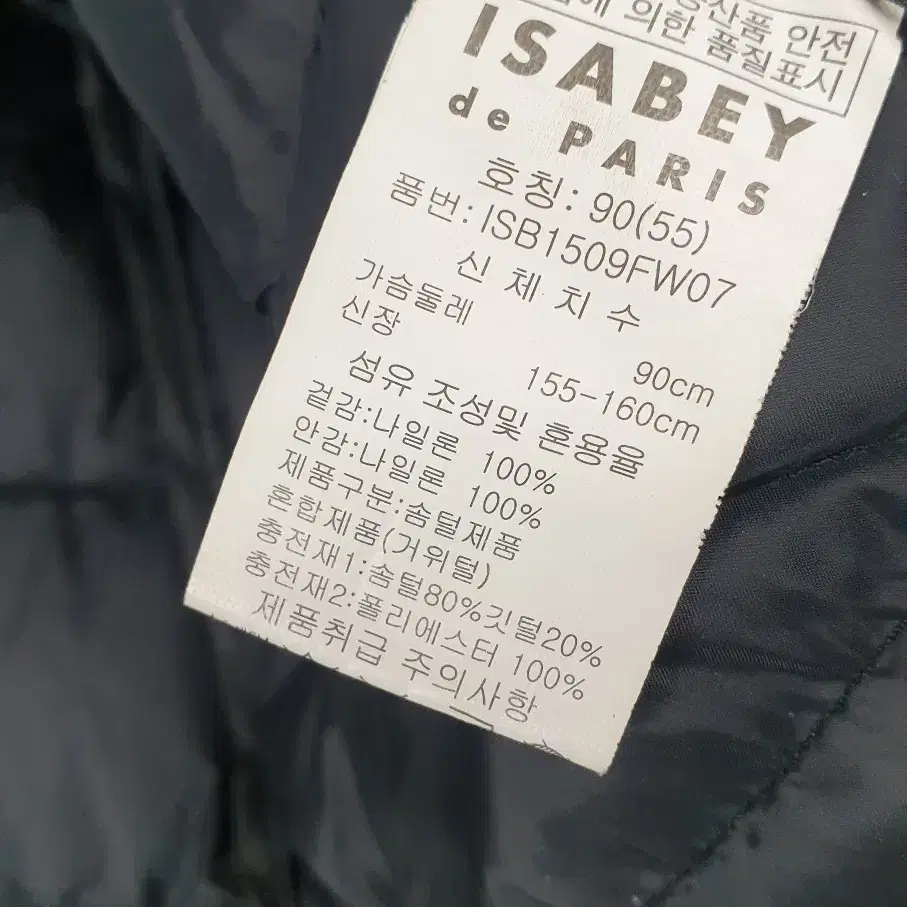 공산품 안전
에 의한 품질표시
ISABEY
de PARIS
호칭: 90(55)
품번: ISB1509FW07
신 체 치 수
가슴둘레 90cm
신장 155-160cm
섬유 조성및 혼용율
겉감:나일론 100%
안감:나일론 100%
제품구분:솜털제품
혼합제품(거위털)
충전재1:솜털80%깃털20%
충전재2:폴리에스터 100%
제품취급 주의사항